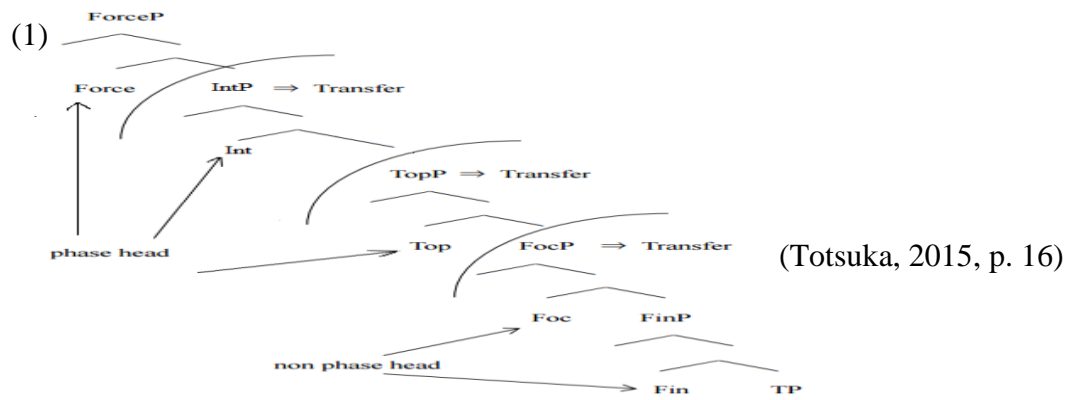 (1)
ForceP
Force IntP ⇒ Transfer
Int
TopP ⇒ Transfer
phase head
Top FocP ⇒ Transfer
(Totsuka, 2015, p. 16)
Foc FinP
non phase head
Fin TP